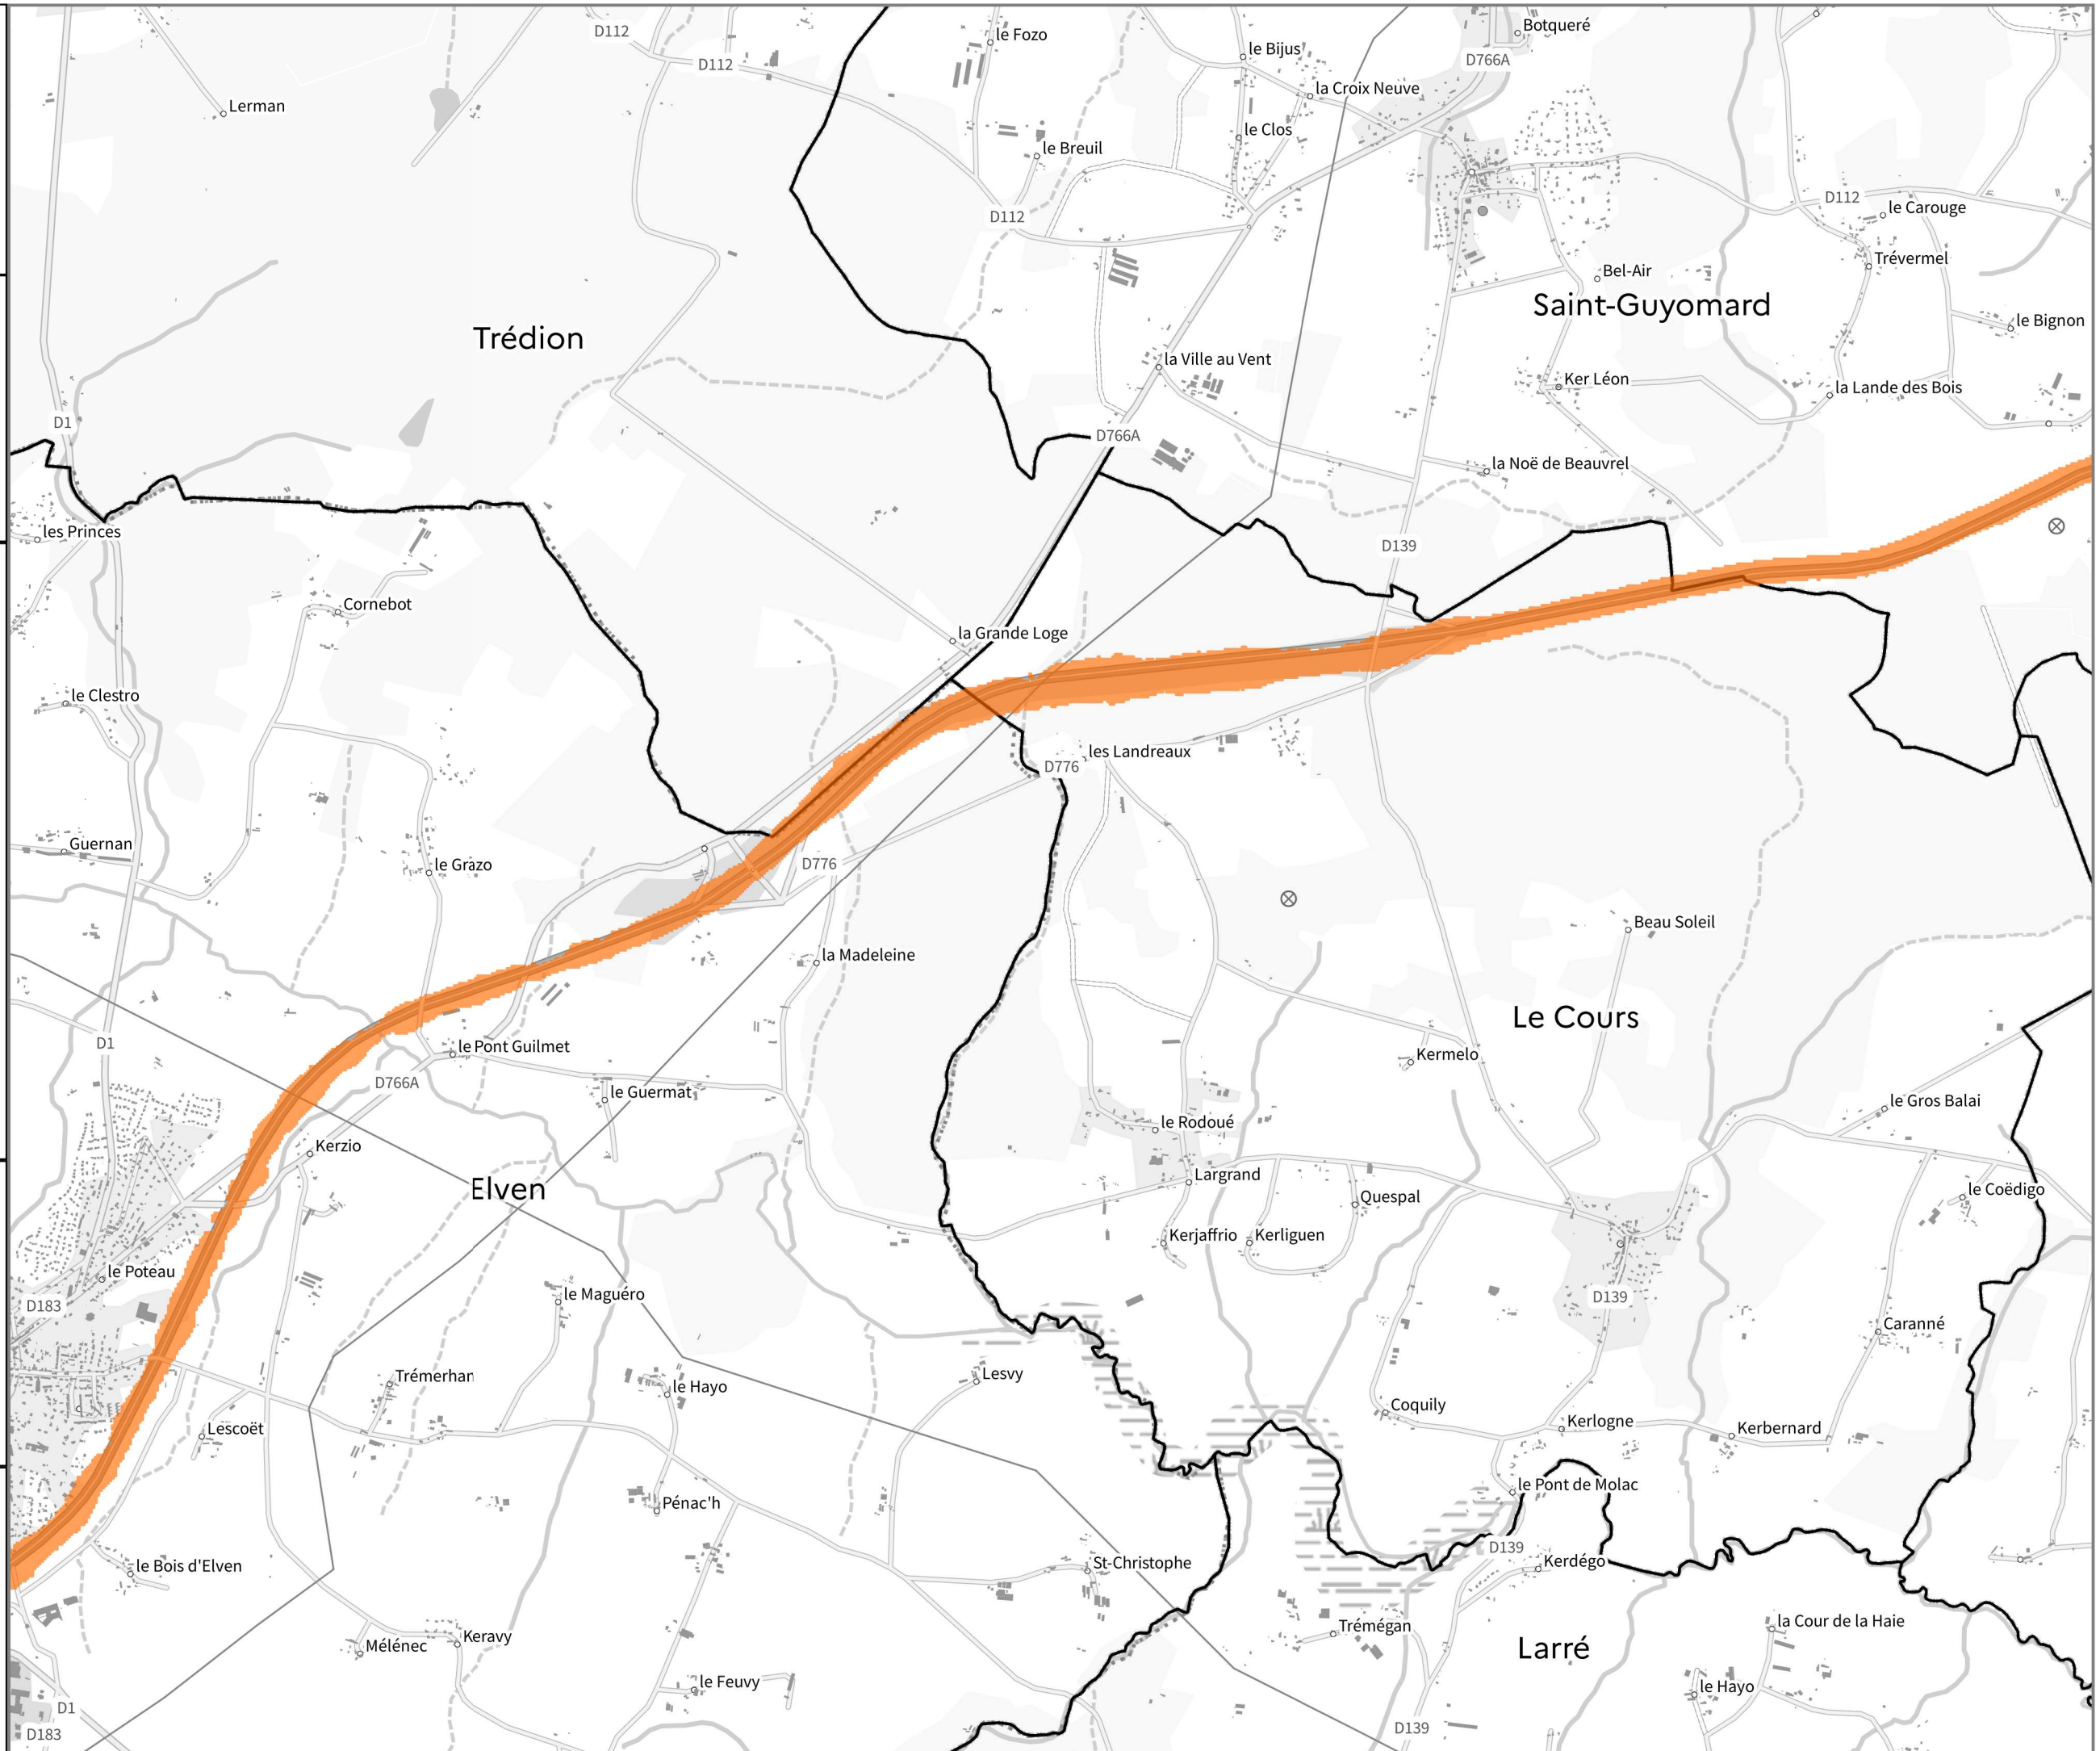 Botqueré
D112
le Fozo
le Bijus
D766A
D112
la Croix Neuve
Lerman
le Clos
le Breuil
D112
le Carouge
D112
Trévermel
Bel-Air
Saint-Guyomard
le Bignon
Trédion
la Ville au Vent
Ker Léon
la Lande des Bois
D1
D766A
la Noë de Beauvrel
les Princes
D139
Cornebot
la Grande Loge
le Clestro
les Landreaux
D776
Guernan
le Grazo
D776
Beau Soleil
la Madeleine
Le Cours
D1
le Pont Guilmet
Kermelo
D766A
le Guermat
le Gros Balai
le Rodoué
Kerzio
Largrand
Elven
Quespal
le Coëdigo
Kerjaffrio
Kerliguen
le Poteau
le Maguéro
D139
D183
Caranné
Lesvy
Trémerhan
le Hayo
Coquily
Kerlogne
Lescoët
Kerbernard
le Pont de Molac
Pénac'h
D139
St-Christophe
Kerdégo
le Bois d'Elven
la Cour de la Haie
Trémégan
Keravy
Mélénec
Larré
le Feuvy
le Hayo
D1
D139
D183